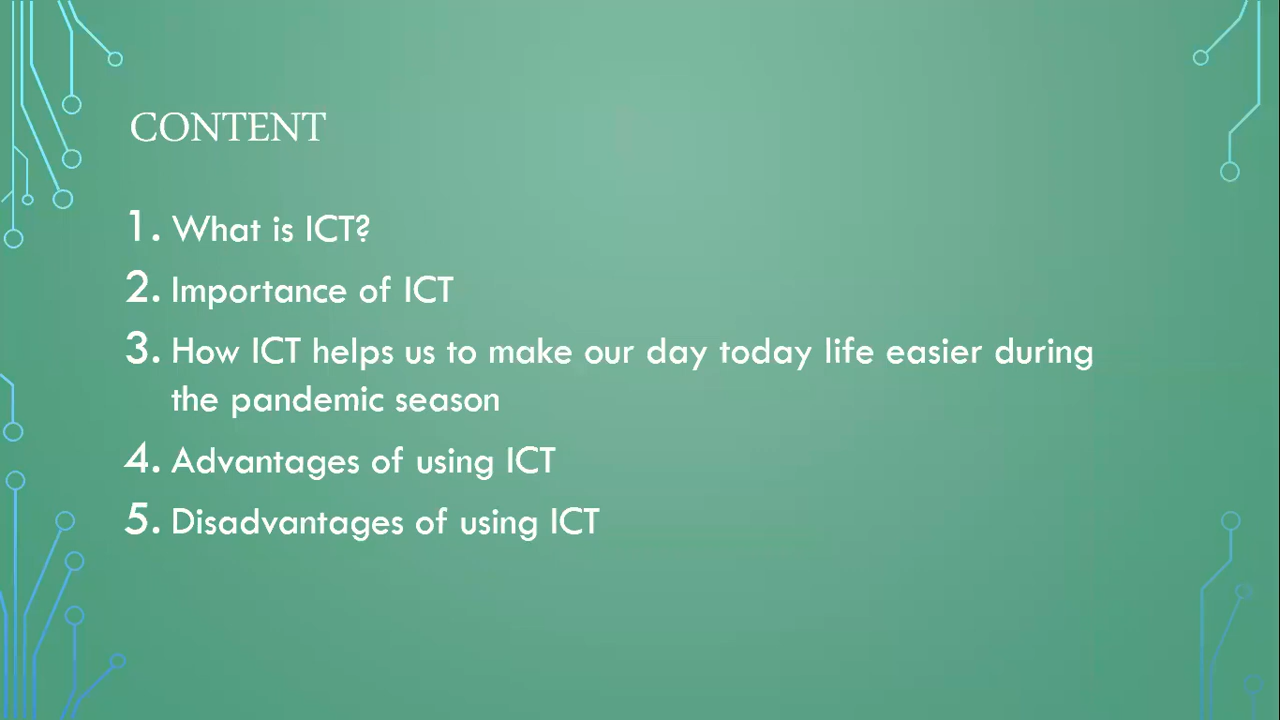 CONTENT
1. What is ICT?
2. Importance of ICT
3. How ICT helps us to make our day today life easier during
the pandemic season
4. Advantages of using ICT
5. Disadvantages of using ICT